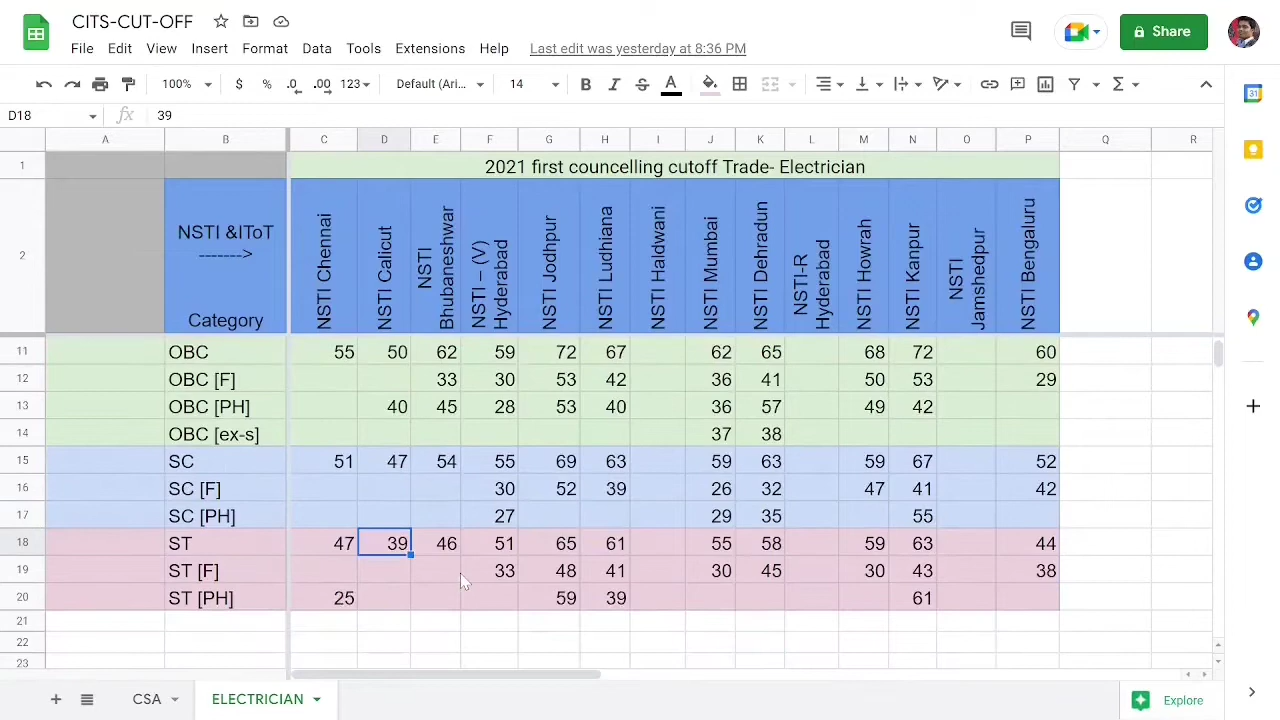 CITS-CUT-OFF
File Edit View Insert Format Data Tools Extensions Help Last edit was yesterday at 8:36 PM
Share
100% $ % .0 .00 123 Default (Ari... 14 B I S A
D18 fx 39
A B C D E F G H I J K L M N O P Q R
1 2021 first councelling cutoff Trade- Electrician
2
NSTI &IToT
------->
Category
NSTI Chennai
NSTI Calicut
NSTI
Bhubaneshwar
NSTI – (V)
Hyderabad
NSTI Jodhpur
NSTI Ludhiana
NSTI Haldwani
NSTI Mumbai
NSTI Dehradun
NSTI-R
Hyderabad
NSTI Howrah
NSTI Kanpur
NSTI
Jamshedpur
NSTI Bengaluru
11 OBC 55 50 62 59 72 67 62 65 68 72 60
12 OBC [F] 33 30 53 42 36 41 50 53 29
13 OBC [PH] 40 45 28 53 40 36 57 49 42
14 OBC [ex-s] 37 38
15 SC 51 47 54 55 69 63 59 63 59 67 52
16 SC [F] 30 52 39 26 32 47 41 42
17 SC [PH] 27 29 35 55
18 ST 47 39 46 51 65 61 55 58 59 63 44
19 ST [F] 33 48 41 30 45 30 43 38
20 ST [PH] 25 59 39 61
21
22
23
+ CSA ELECTRICIAN Explore
31